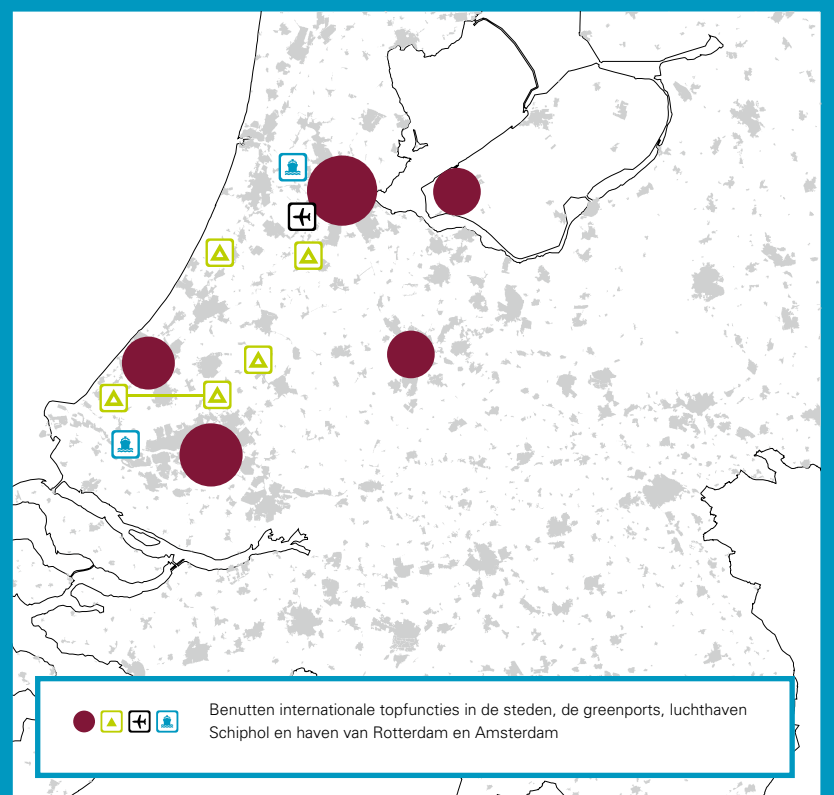 Benutten internationale topfuncties in de steden, de greenports, luchthaven
Schiphol en haven van Rotterdam en Amsterdam